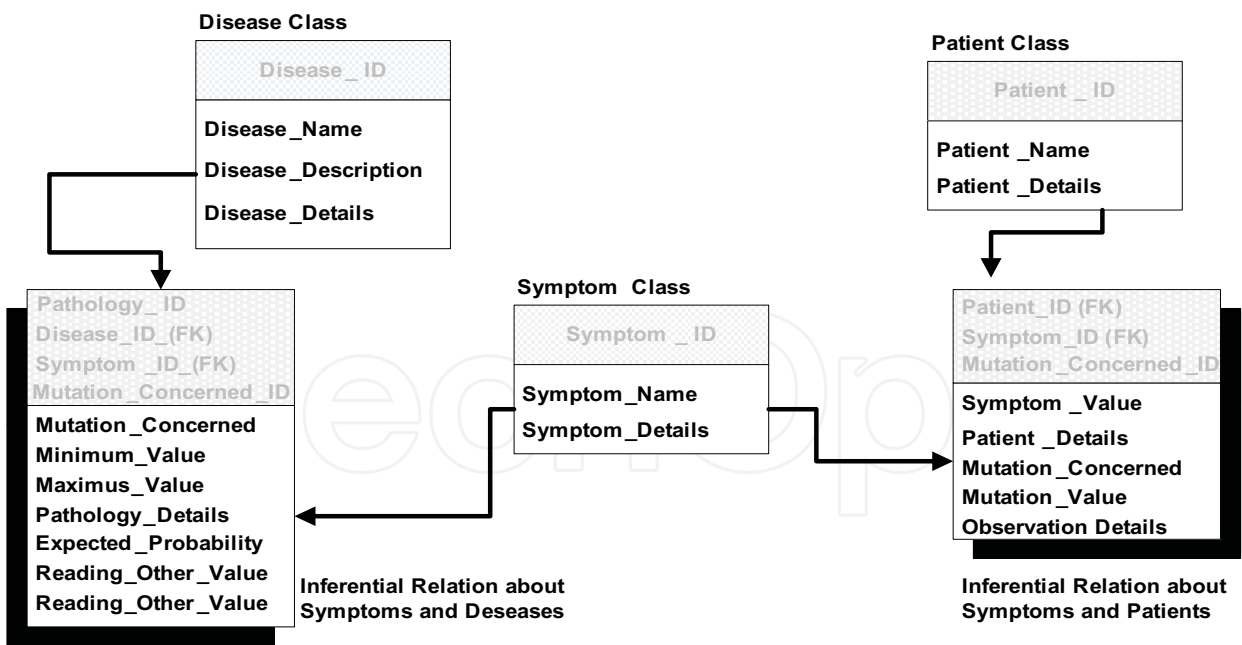 Disease Class
Disease_ ID
Disease_Name
Disease_Description
Disease_Details
Patient Class
Patient _ ID
Patient _Name
Patient _Details
Pathology_ ID
Disease_ID_(FK)
Symptom _ID_(FK)
Mutation_Concerned_ID
Mutation_Concerned
Minimum_Value
Maximus_Value
Pathology_Details
Expected_Probability
Reading_Other_Value
Reading_Other_Value
Inferential Relation about
Symptoms and Deseases
Symptom Class
Symptom _ ID
Symptom_Name
Symptom_Details
Patient_ID (FK)
Symptom_ID (FK)
Mutation_Concerned_ID
Symptom _Value
Patient _Details
Mutation_Concerned
Mutation_Value
Observation Details
Inferential Relation about
Symptoms and Patients